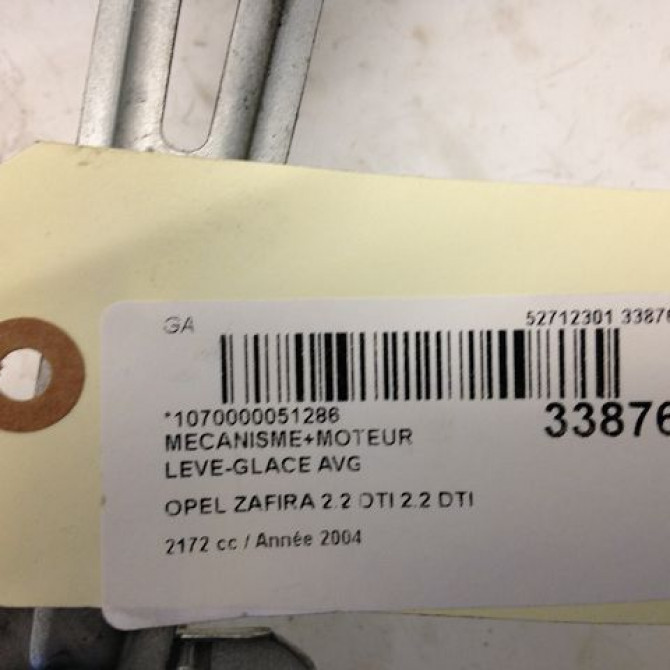 GA
52712301 33876
*1070000051286
33876
MECANISME+MOTEUR
LEVE-GLACE AVG
OPEL ZAFIRA 2.2 DTI 2.2 DTI
2172 cc / Année 2004